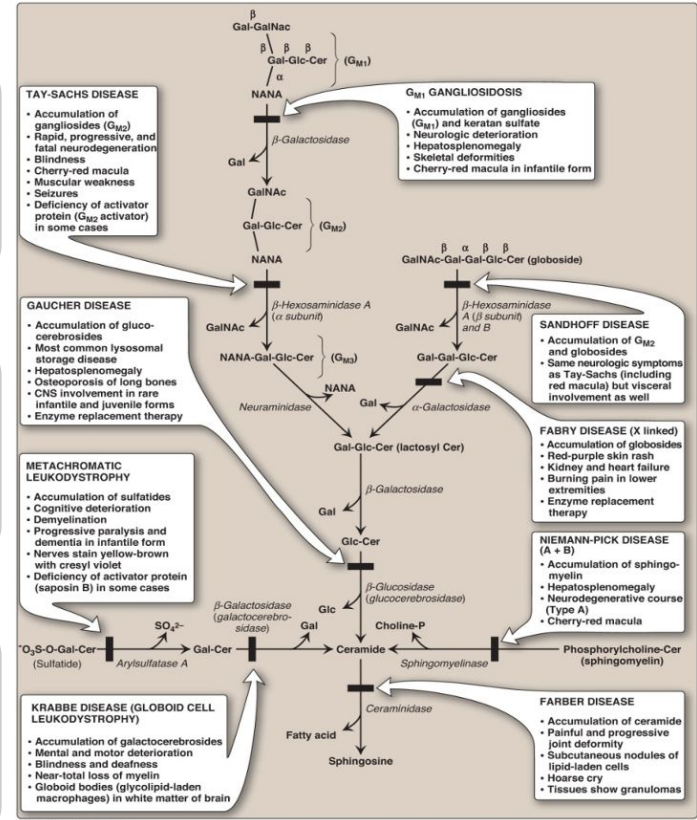 β
Gal-GalNac
β β β
Gal-Glc-Cer (GM1)
α
NANA
TAY-SACHS DISEASE
• Accumulation of
gangliosides (GM2)
• Rapid, progressive, and
fatal neurodegeneration
• Blindness
• Cherry-red macula
• Muscular weakness
• Seizures
• Deficiency of activator
protein (GM2 activator)
in some cases
GM1 GANGLIOSIDOSIS
• Accumulation of gangliosides
(GM1) and keratan sulfate
• Neurologic deterioration
• Hepatosplenomegaly
• Skeletal deformities
• Cherry-red macula in infantile form
β-Galactosidase
Gal
GalNAc
Gal-Glc-Cer (GM2)
NANA
β α β β
GalNAc-Gal-Gal-Glc-Cer (globoside)
β-Hexosaminidase A
(α subunit)
GalNAc
NANA-Gal-Glc-Cer (GM3)
β-Hexosaminidase
A (β subunit)
and B
GalNAc
Gal-Gal-Glc-Cer
GAUCHER DISEASE
• Accumulation of gluco-
cerebrosides
• Most common lysosomal
storage disease
• Hepatosplenomegaly
• Osteoporosis of long bones
• CNS involvement in rare
infantile and juvenile forms
• Enzyme replacement therapy
SANDHOFF DISEASE
• Accumulation of GM2
and globosides
• Same neurologic symptoms
as Tay-Sachs (including
red macula) but visceral
involvement as well
NANA
Neuraminidase
Gal
α-Galactosidase
Gal-Glc-Cer (lactosyl Cer)
FABRY DISEASE (X linked)
• Accumulation of globosides
• Red-purple skin rash
• Kidney and heart failure
• Burning pain in lower
extremities
• Enzyme replacement
therapy
METACHROMATIC
LEUKODYSTROPHY
• Accumulation of sulfatides
• Cognitive deterioration
• Demyelination
• Progressive paralysis and
dementia in infantile form
• Nerves stain yellow-brown
with cresyl violet
• Deficiency of activator protein
(saposin B) in some cases
β-Galactosidase
Gal
Glc-Cer
NIEMANN-PICK DISEASE
(A + B)
• Accumulation of sphingo-
myelin
• Hepatosplenomegaly
• Neurodegenerative course
(Type A)
• Cherry-red macula
β-Glucosidase
(glucocerebrosidase)
Glc
β-Galactosidase
(galactocerebro-
sidase)
SO₄²⁻
Gal
Choline-P
⁻O₃S-O-Gal-Cer
(Sulfatide)
Arylsulfatase A
Gal-Cer
Ceramide
Sphingomyelinase
Phosphorylcholine-Cer
(sphingomyelin)
Ceraminidase
Fatty acid
Sphingosine
KRABBE DISEASE (GLOBOID CELL
LEUKODYSTROPHY)
• Accumulation of galactocerebrosides
• Mental and motor deterioration
• Blindness and deafness
• Near-total loss of myelin
• Globoid bodies (glycolipid-laden
macrophages) in white matter of brain
FARBER DISEASE
• Accumulation of ceramide
• Painful and progressive
joint deformity
• Subcutaneous nodules of
lipid-laden cells
• Hoarse cry
• Tissues show granulomas